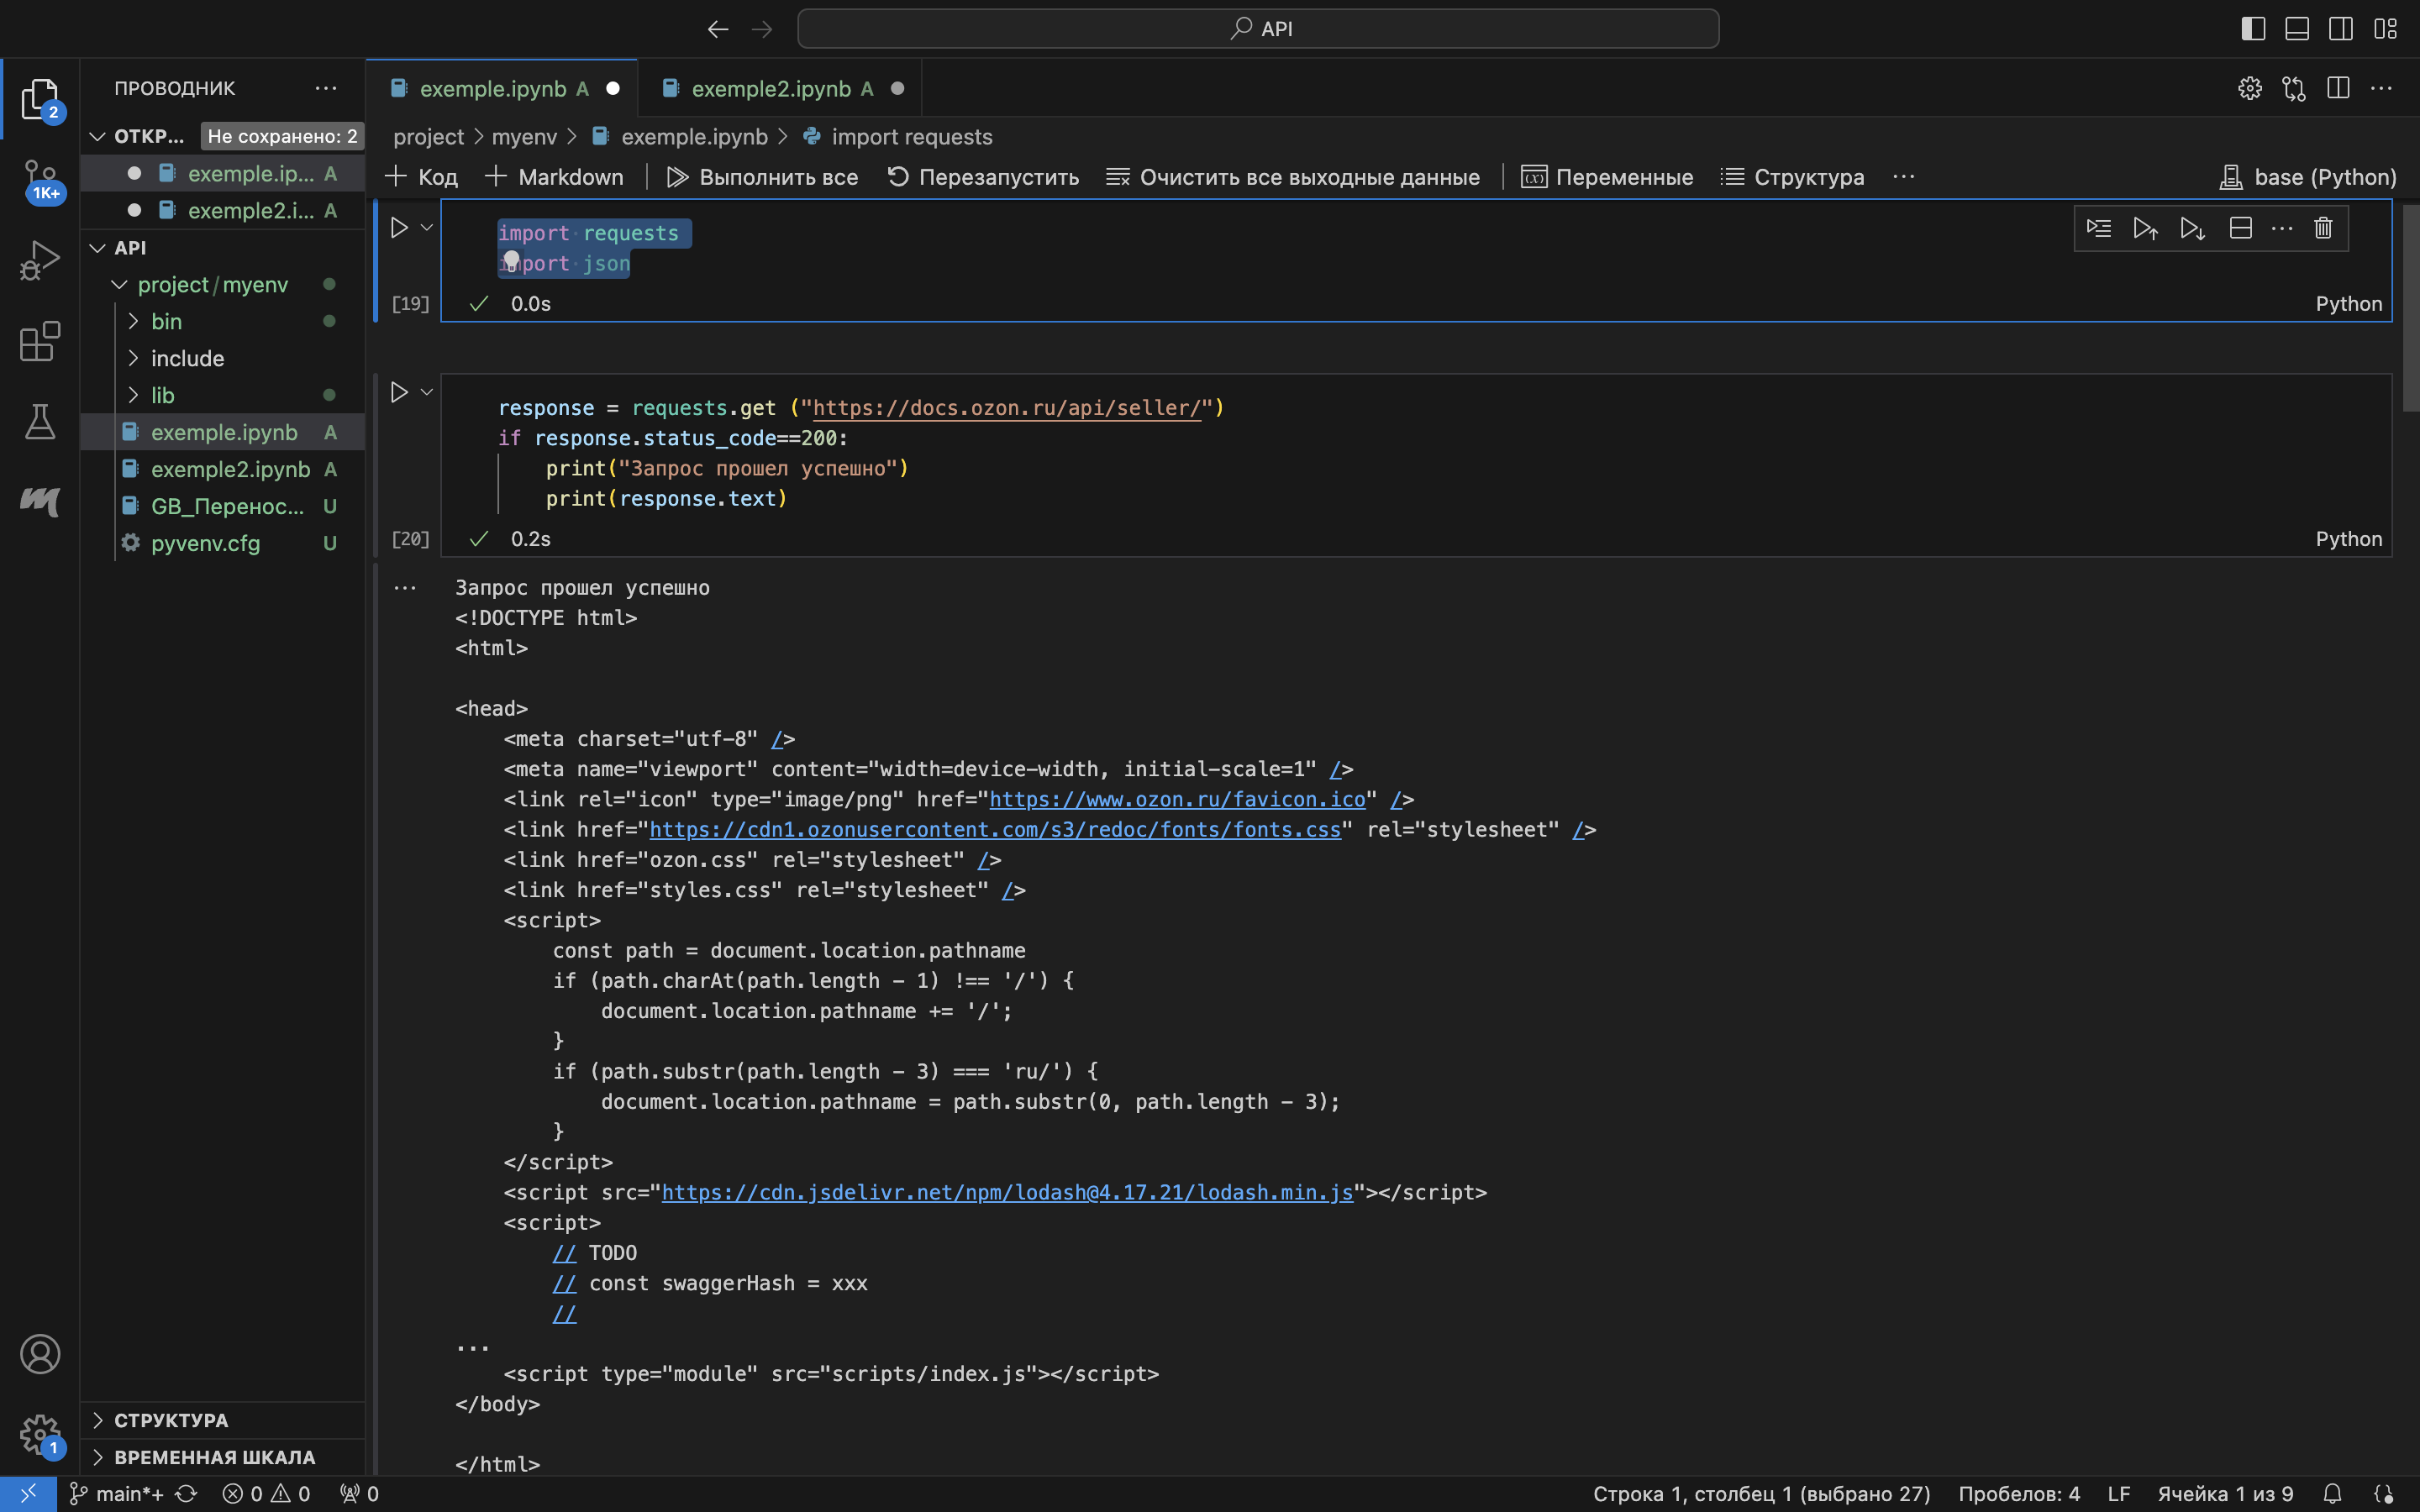 API
ПРОВОДНИК
exemple.ipynb A
exemple2.ipynb A
2
ОТКР... Не сохранено: 2
project myenv exemple.ipynb import requests
exemple.ip... A
Код Markdown Выполнить все Перезапустить Очистить все выходные данные Переменные Структура base (Python)
1K+
exemple2.i... A
API
project/myenv
bin
include
lib
exemple.ipynb A
exemple2.ipynb A
GB_Перенос... U
pyvenv.cfg U
import requests
import json
[19] 0.0s Python
response = requests.get ("https://docs.ozon.ru/api/seller/")
if response.status_code==200:
print("Запрос прошел успешно")
print(response.text)
[20] 0.2s Python
... Запрос прошел успешно
<!DOCTYPE html>
<html>
<head>
<meta charset="utf-8" />
<meta name="viewport" content="width=device-width, initial-scale=1" />
<link rel="icon" type="image/png" href="https://www.ozon.ru/favicon.ico" />
<link href="https://cdn1.ozonusercontent.com/s3/redoc/fonts/fonts.css" rel="stylesheet" />
<link href="ozon.css" rel="stylesheet" />
<link href="styles.css" rel="stylesheet" />
<script>
const path = document.location.pathname
if (path.charAt(path.length - 1) !== '/') {
document.location.pathname += '/';
}
if (path.substr(path.length - 3) === 'ru/') {
document.location.pathname = path.substr(0, path.length - 3);
}
</script>
<script src="https://cdn.jsdelivr.net/npm/lodash@4.17.21/lodash.min.js"></script>
<script>
// TODO
// const swaggerHash = xxx
//
...
<script type="module" src="scripts/index.js"></script>
</body>
</html>
СТРУКТУРА
1
ВРЕМЕННАЯ ШКАЛА
main*+ 0 0 0 Строка 1, столбец 1 (выбрано 27) Пробелов: 4 LF Ячейка 1 из 9